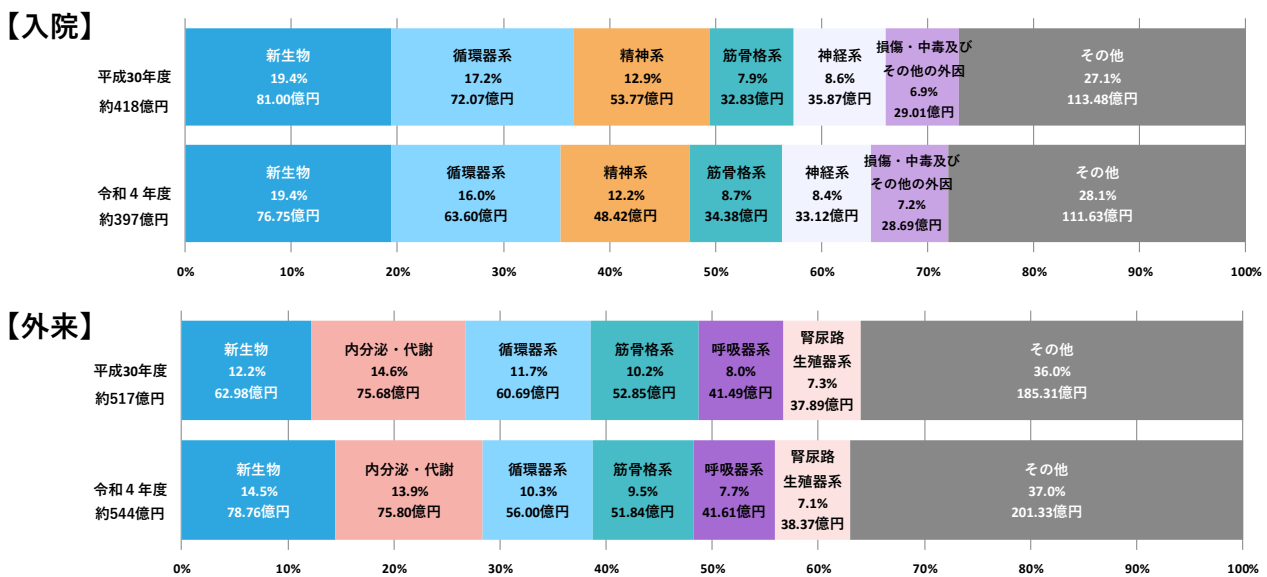 【入院】
平成30年度
約418億円
新生物
19.4%
81.00億円
循環器系
17.2%
72.07億円
精神系
12.9%
53.77億円
筋骨格系
7.9%
32.83億円
神経系
8.6%
35.87億円
損傷・中毒及び
その他の外因
6.9%
29.01億円
その他
27.1%
113.48億円
令和４年度
約397億円
新生物
19.4%
76.75億円
循環器系
16.0%
63.60億円
精神系
12.2%
48.42億円
筋骨格系
8.7%
34.38億円
神経系
8.4%
33.12億円
損傷・中毒及び
その他の外因
7.2%
28.69億円
その他
28.1%
111.63億円
0% 10% 20% 30% 40% 50% 60% 70% 80% 90% 100%
【外来】
平成30年度
約517億円
新生物
12.2%
62.98億円
内分泌・代謝
14.6%
75.68億円
循環器系
11.7%
60.69億円
筋骨格系
10.2%
52.85億円
呼吸器系
8.0%
41.49億円
腎尿路
生殖器系
7.3%
37.89億円
その他
36.0%
185.31億円
令和４年度
約544億円
新生物
14.5%
78.76億円
内分泌・代謝
13.9%
75.80億円
循環器系
10.3%
56.00億円
筋骨格系
9.5%
51.84億円
呼吸器系
7.7%
41.61億円
腎尿路
生殖器系
7.1%
38.37億円
その他
37.0%
201.33億円
0% 10% 20% 30% 40% 50% 60% 70% 80% 90% 100%